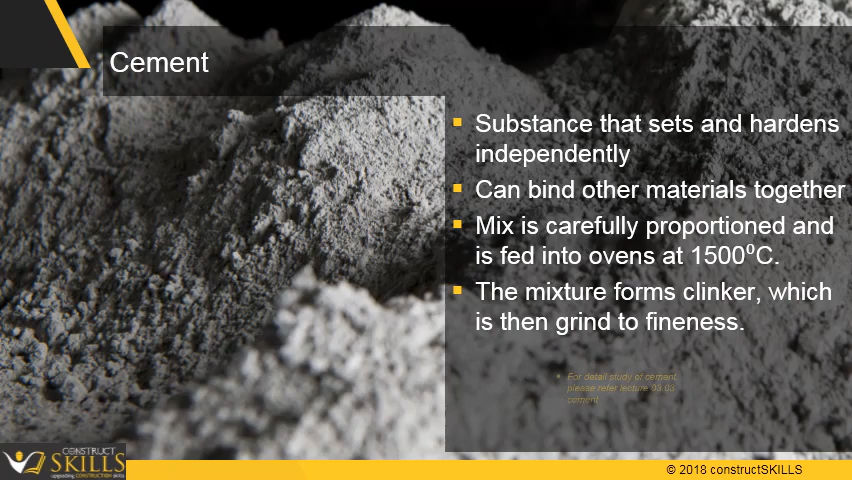 Cement
Substance that sets and hardens
independently
Can bind other materials together
Mix is carefully proportioned and
is fed into ovens at 1500⁰C.
The mixture forms clinker, which
is then grind to fineness.
For detail study of cement
please refer lecture 03.03
cement
CONSTRUCT
SKILLS
upgrading CONSTRUCTION skills
© 2018 constructSKILLS